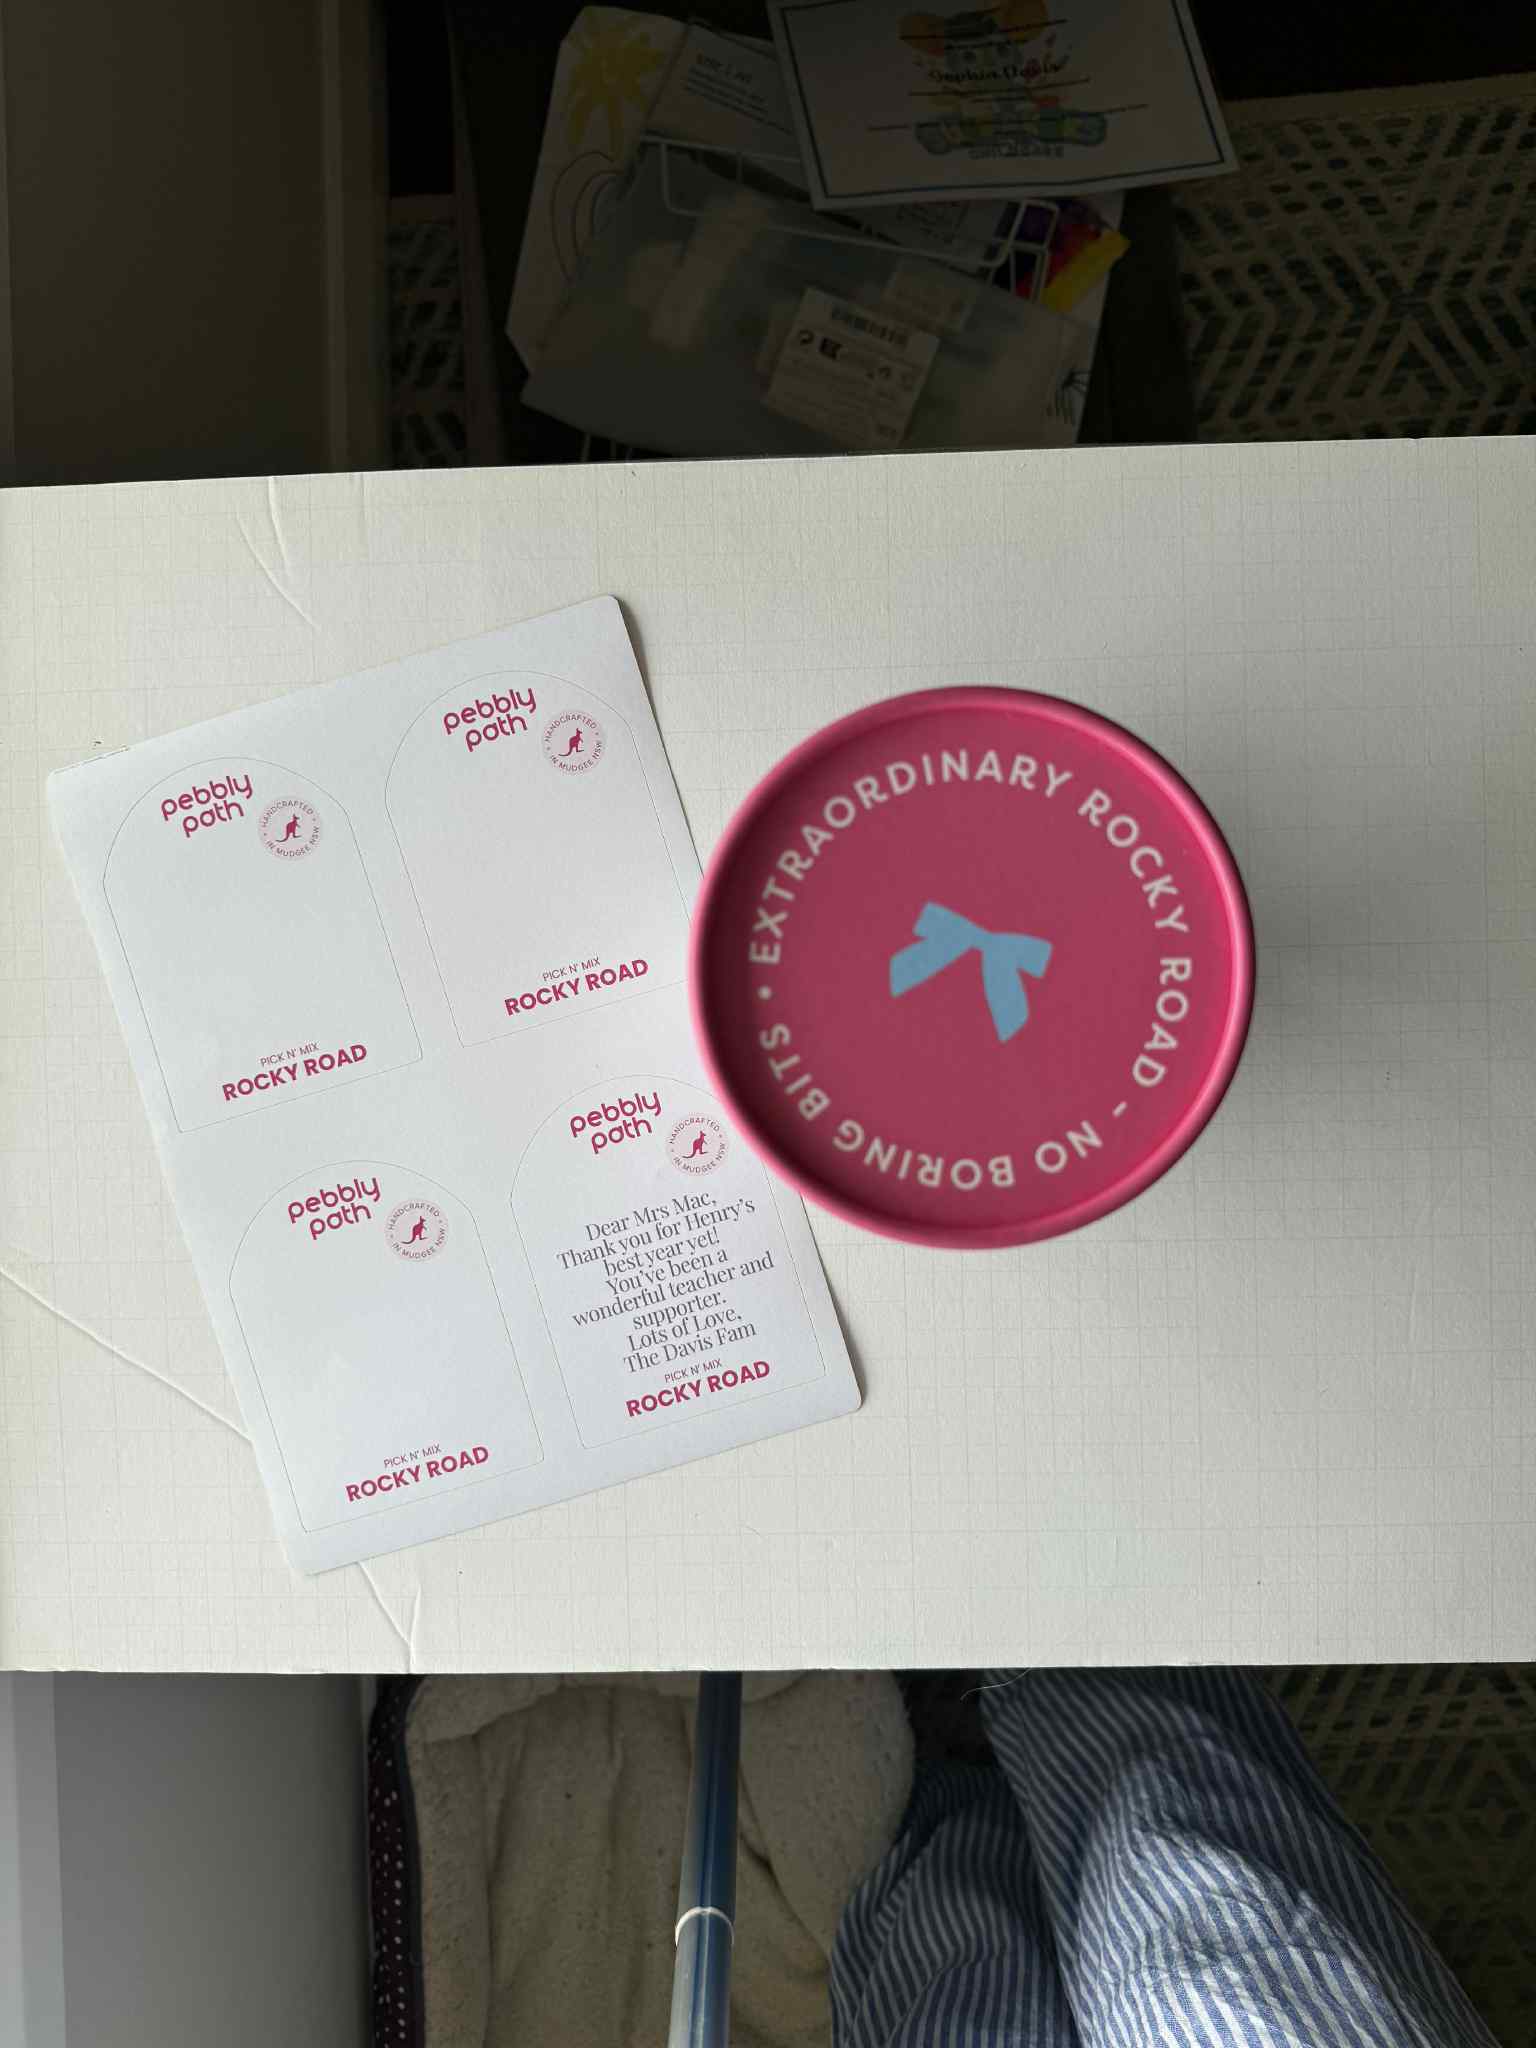 Sophia Davis
pebbly
path
HANDCRAFTED
IN MUDGEE NSW
PICK N' MIX
ROCKY ROAD
pebbly
path
HANDCRAFTED
IN MUDGEE NSW
PICK N' MIX
ROCKY ROAD
pebbly
path
HANDCRAFTED
IN MUDGEE NSW
PICK N' MIX
ROCKY ROAD
pebbly
path
HANDCRAFTED
IN MUDGEE NSW
Dear Mrs Mac,
Thank you for Henry's
best year yet!
You've been a
wonderful teacher and
supporter.
Lots of Love,
The Davis Fam
PICK N' MIX
ROCKY ROAD
EXTRAORDINARY ROCKY ROAD - NO BORING BITS •